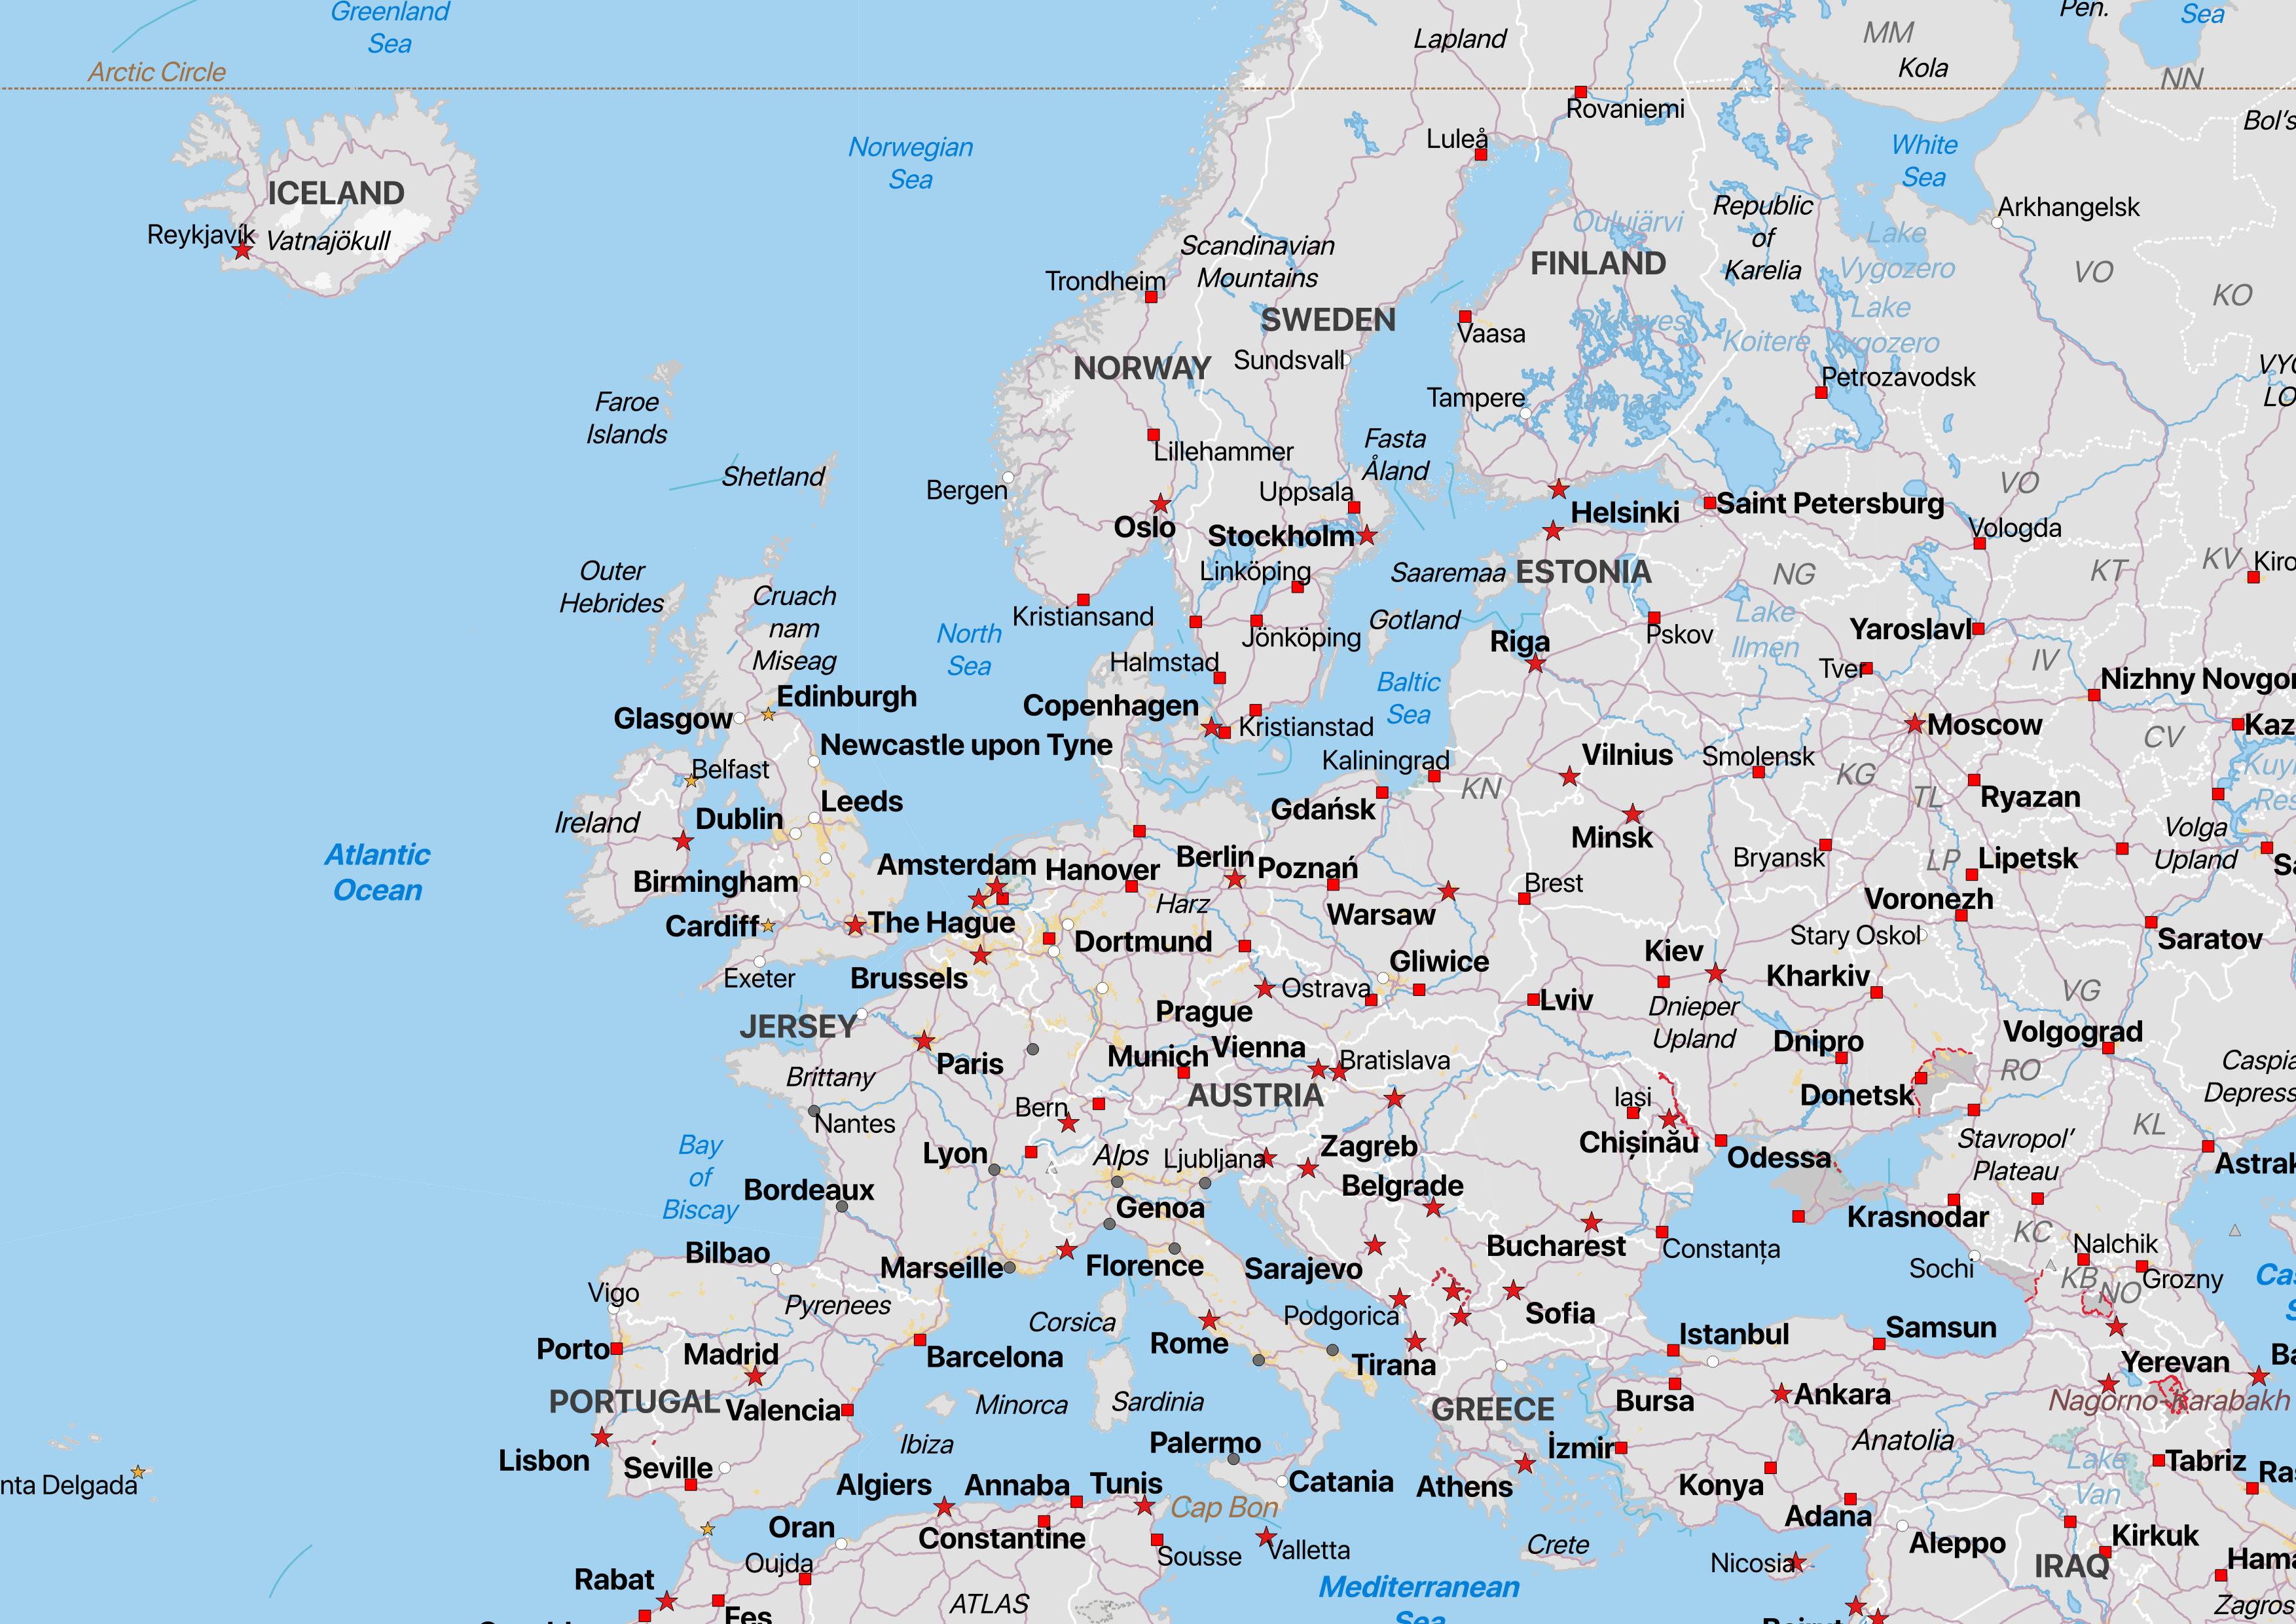 Greenland
Sea
Pen.
Sea
Lapland
MM
Kola
Arctic Circle
NN
Rovaniemi
Bol's
Luleå
Norwegian
Sea
White
Sea
ICELAND
Reykjavík
Vatnajökull
Republic
of
Karelia
Oulujärvi
Arkhangelsk
Lake
Vygozero
Scandinavian
Mountains
FINLAND
VO
KO
Trondheim
SWEDEN
Vaasa
Lake
Vygozero
Koitere
NORWAY
Sundsvall
Petrozavodsk
Faroe
Islands
Tampere
Lillehammer
Fasta
Åland
Shetland
Bergen
Uppsala
VO
Oslo
Stockholm
Helsinki
Saint Petersburg
Vologda
Outer
Hebrides
Cruach
nam
Miseag
Linköping
Saaremaa
ESTONIA
NG
KT
KV
Kiro
Kristiansand
Jönköping
Gotland
Lake
Ilmen
North
Sea
Riga
Pskov
Yaroslavl
Halmstad
Tver
IV
Baltic
Sea
Nizhny Novgor
Edinburgh
Glasgow
Copenhagen
Kristianstad
Moscow
Kaz
CV
Newcastle upon Tyne
Kaliningrad
Vilnius
Smolensk
KG
Kuy
Res
Belfast
KN
TL
Ryazan
Leeds
Gdańsk
Ireland
Dublin
Minsk
Volga
Upland
Atlantic
Ocean
Amsterdam
Hanover
Berlin
Poznań
Bryansk
LP
Lipetsk
Sa
Birmingham
Harz
Brest
Voronezh
Cardiff
The Hague
Warsaw
Dortmund
Stary Oskol
Saratov
Exeter
Brussels
Gliwice
Kiev
Kharkiv
Ostrava
Lviv
Dnieper
Upland
VG
Prague
JERSEY
Volgograd
Dnipro
Paris
Munich
Vienna
Bratislava
RO
Caspia
Depress
Brittany
AUSTRIA
Donetsk
Iași
Bern
Nantes
KL
Chișinău
Stavropol’
Plateau
Bay
of
Biscay
Lyon
Alps
Ljubljana
Zagreb
Odessa
Astrak
Bordeaux
Belgrade
Genoa
Krasnodar
KC
Bilbao
Bucharest
Constanța
Nalchik
Marseille
Florence
Sarajevo
Sochi
KB
NO
Grozny
Cas
S
Vigo
Pyrenees
Corsica
Podgorica
Sofia
Porto
Madrid
Barcelona
Rome
Tirana
Istanbul
Samsun
Yerevan
Ba
PORTUGAL
Valencia
Minorca
Sardinia
GREECE
Bursa
Ankara
Nagorno-Karabakh
Ibiza
Palermo
İzmir
Anatolia
Lisbon
Seville
Lake
Van
Tabriz
Ras
nta Delgada
Algiers
Annaba
Tunis
Catania
Athens
Konya
Cap Bon
Adana
Oran
Constantine
Crete
Aleppo
Kirkuk
Oujda
Sousse
Valletta
Nicosia
IRAQ
Hama
Rabat
ATLAS
Mediterranean
Sea
Zagros
Fes